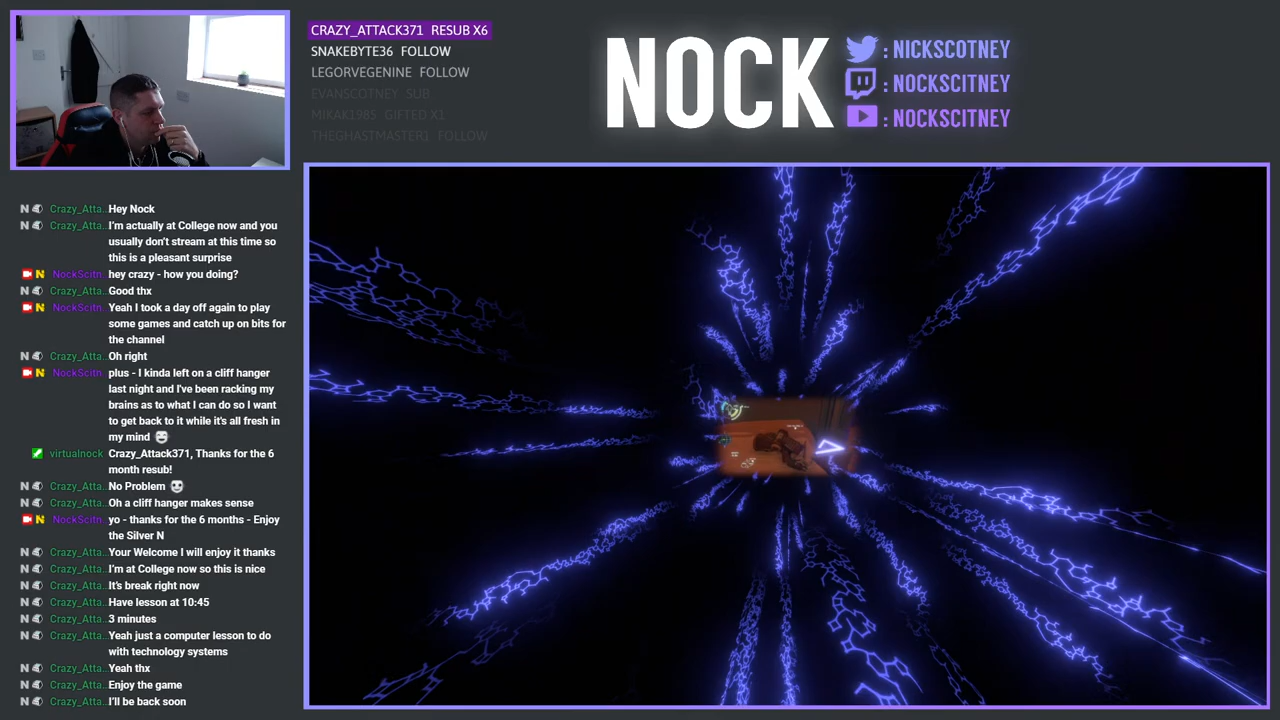 CRAZY_ATTACK371 RESUB X6
SNAKEBYTE36 FOLLOW
LEGORVEGENINE FOLLOW
EVANSCOTNEY SUB
MIKAK1985 GIFTED X1
THEGHASTMASTER1 FOLLOW
NOCK
: NICKSCOTNEY
: NOCKSCITNEY
: NOCKSCITNEY
Crazy_Atta.. Hey Nock
Crazy_Atta.. I'm actually at College now and you
usually don't stream at this time so
this is a pleasant surprise
NockScitn.. hey crazy - how you doing?
Crazy_Atta.. Good thx
NockScitn.. Yeah I took a day off again to play
some games and catch up on bits for
the channel
Crazy_Atta.. Oh right
NockScitn.. plus - I kinda left on a cliff hanger
last night and I've been racking my
brains as to what I can do so I want
to get back to it while it's all fresh in
my mind
virtualnock Crazy_Attack371, Thanks for the 6
month resub!
Crazy_Atta.. No Problem
Crazy_Atta.. Oh a cliff hanger makes sense
NockScitn.. yo - thanks for the 6 months - Enjoy
the Silver N
Crazy_Atta.. Your Welcome I will enjoy it thanks
Crazy_Atta.. I'm at College now so this is nice
Crazy_Atta.. It's break right now
Crazy_Atta.. Have lesson at 10:45
Crazy_Atta.. 3 minutes
Crazy_Atta.. Yeah just a computer lesson to do
with technology systems
Crazy_Atta.. Yeah thx
Crazy_Atta.. Enjoy the game
Crazy_Atta.. I'll be back soon